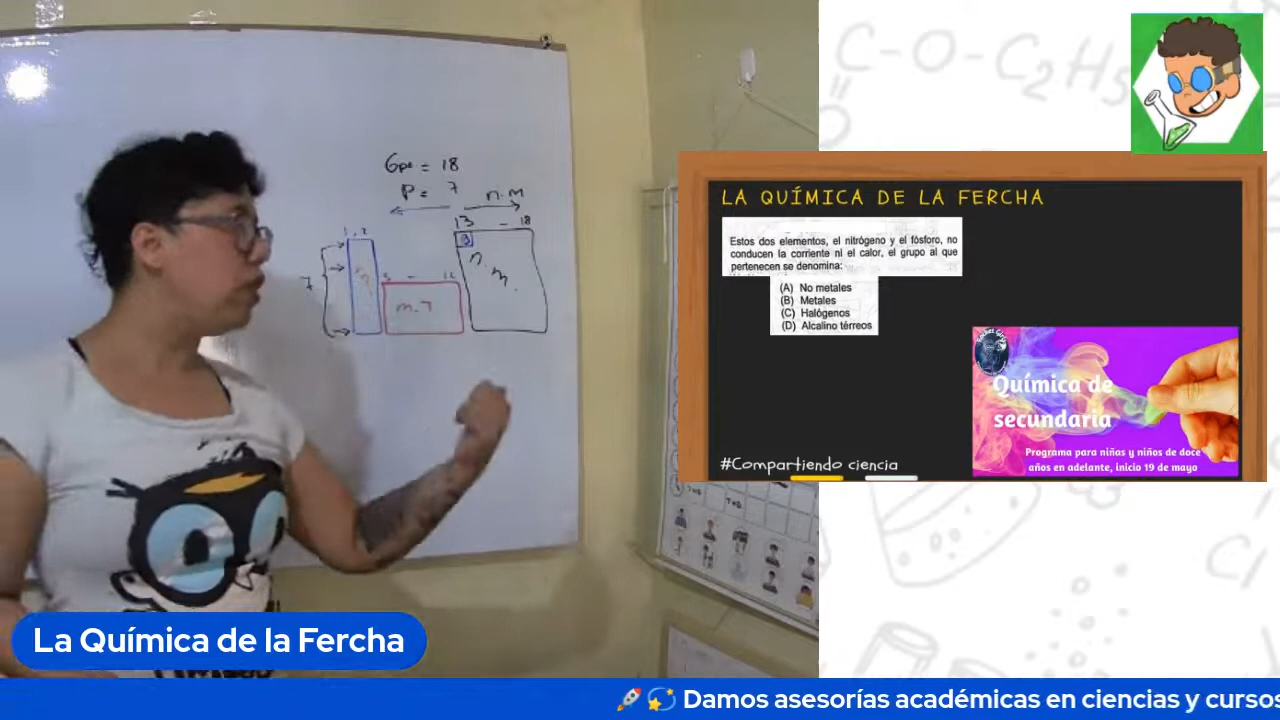 Gpo = 18
P = 7
n.m
13 - 18
1, 2
B
n.
m.
7
m.T
C-O-C2H5
O
LA QUÍMICA DE LA FERCHA
Estos dos elementos, el nitrógeno y el fósforo, no
conducen la corriente ni el calor, el grupo al que
pertenecen se denomina:
(A) No metales
(B) Metales
(C) Halógenos
(D) Alcalino térreos
Química de
secundaria
Programa para niñas y niños de doce
años en adelante, inicio 19 de mayo
#Compartiendo ciencia
La Química de la Fercha
🚀 💫 Damos asesorías académicas en ciencias y cursos